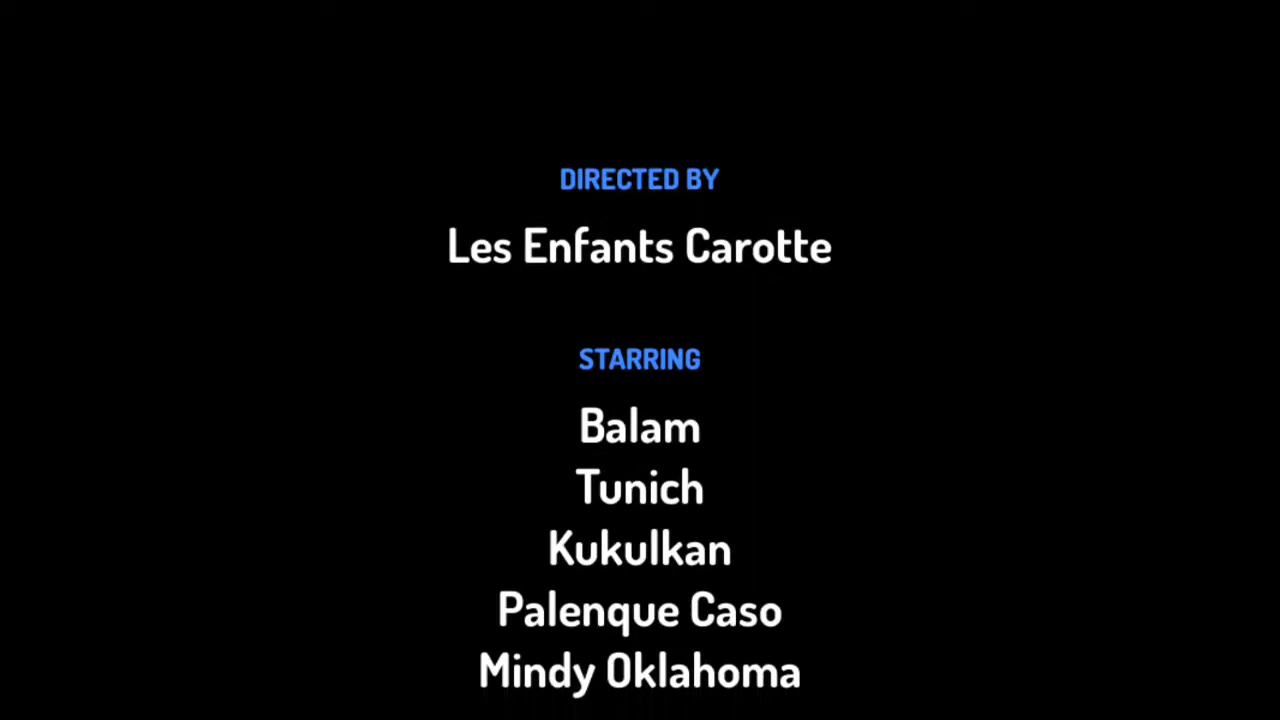 DIRECTED BY
Les Enfants Carotte
STARRING
Balam
Tunich
Kukulkan
Palenque Caso
Mindy Oklahoma